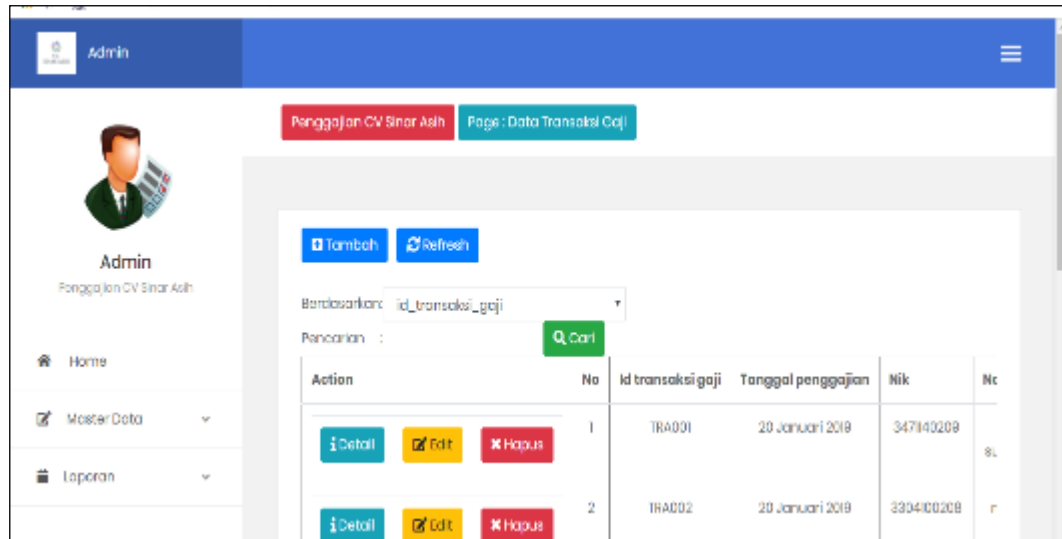 Admin
Penggajian CV Sinar Asih Page : Data Transaksi Gaji
Admin
Penggajian CV Sinar Asih
Home
Master Data
Laporan
Tambah Refresh
Berdasarkan: id_transaksi_gaji
Pencarian : Cari
Action No Id transaksi gaji Tanggal penggajian Nik
Detail Edit Hapus 1 TRA001 20 Januari 2019
Detail Edit Hapus 2 TRA002 20 Januari 2019 3304100208